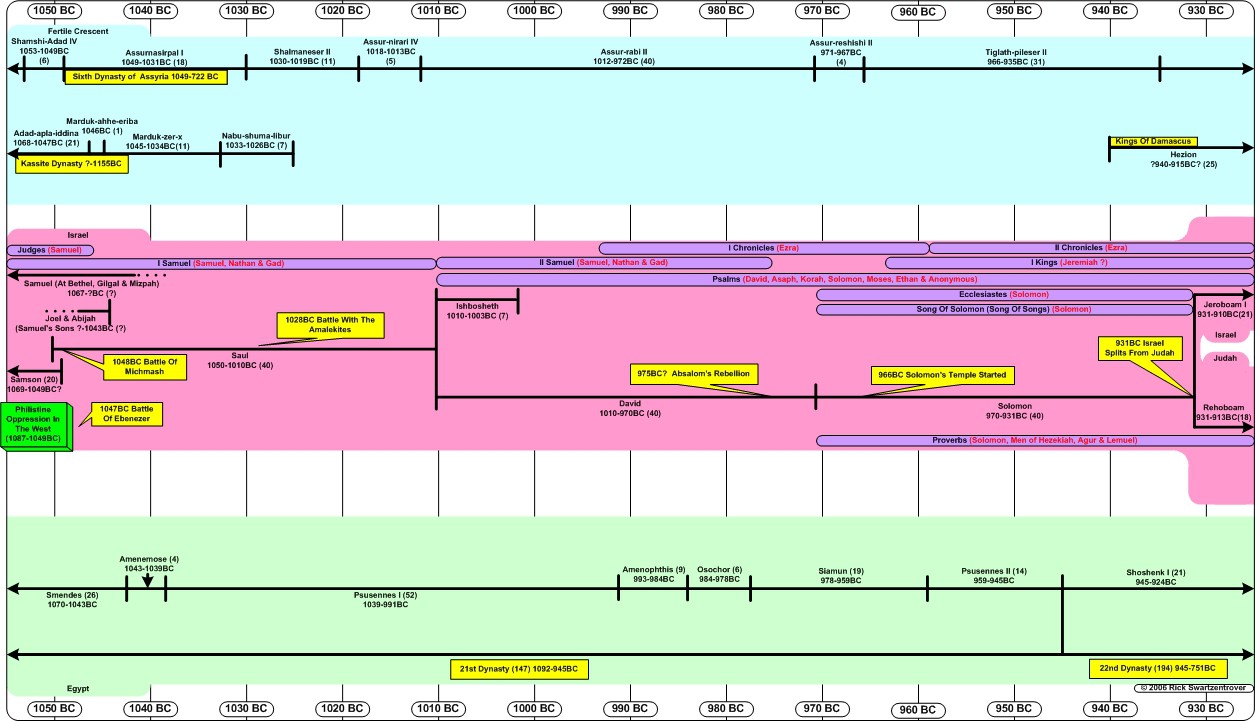 1050 BC 1040 BC 1030 BC 1020 BC 1010 BC 1000 BC 990 BC 980 BC 970 BC 960 BC 950 BC 940 BC 930 BC
Fertile Crescent
Shamshi-Adad IV
1053-1049BC
(6)
Assurnasirpal I
1049-1031BC (18)
Sixth Dynasty of Assyria 1049-722 BC
Shalmaneser II
1030-1019BC (11)
Assur-nirari IV
1018-1013BC
(5)
Assur-rabi II
1012-972BC (40)
Assur-reshishi II
971-967BC
(4)
Tiglath-pileser II
966-935BC (31)
Adad-apla-iddina
1068-1047BC (21)
Marduk-ahhe-eriba
1046BC (1)
Marduk-zer-x
1045-1034BC(11)
Nabu-shuma-libur
1033-1026BC (7)
Kassite Dynasty ?-1155BC
Kings Of Damascus
Hezion
?940-915BC? (25)
Israel
Judges (Samuel)
I Chronicles (Ezra)
II Chronicles (Ezra)
I Samuel (Samuel, Nathan & Gad)
II Samuel (Samuel, Nathan & Gad)
I Kings (Jeremiah ?)
Psalms (David, Asaph, Korah, Solomon, Moses, Ethan & Anonymous)
Samuel (At Bethel, Gilgal & Mizpah)
1067-?BC (?)
Joel & Abijah
(Samuel's Sons ?-1043BC (?)
Ishbosheth
1010-1003BC (7)
Ecclesiastes (Solomon)
Song Of Solomon (Song Of Songs) (Solomon)
Jeroboam I
931-910BC(21)
Israel
Judah
1028BC Battle With The
Amalekites
Saul
1050-1010BC (40)
1048BC Battle Of
Michmash
931BC Israel
Splits From Judah
Samson (20)
1069-1049BC?
975BC? Absalom's Rebellion
966BC Solomon's Temple Started
Philistine
Oppression In
The West
(1087-1049BC)
1047BC Battle
Of Ebenezer
David
1010-970BC (40)
Solomon
970-931BC (40)
Rehoboam
931-913BC(18)
Proverbs (Solomon, Men of Hezekiah, Agur & Lemuel)
Amenemose (4)
1043-1039BC
Smendes (26)
1070-1043BC
Psusennes I (52)
1039-991BC
Amenophthis (9)
993-984BC
Osochor (6)
984-978BC
Siamun (19)
978-959BC
Psusennes II (14)
959-945BC
Shoshenk I (21)
945-924BC
21st Dynasty (147) 1092-945BC
22nd Dynasty (194) 945-751BC
Egypt
© 2006 Rick Swartzentrover
1050 BC 1040 BC 1030 BC 1020 BC 1010 BC 1000 BC 990 BC 980 BC 970 BC 960 BC 950 BC 940 BC 930 BC